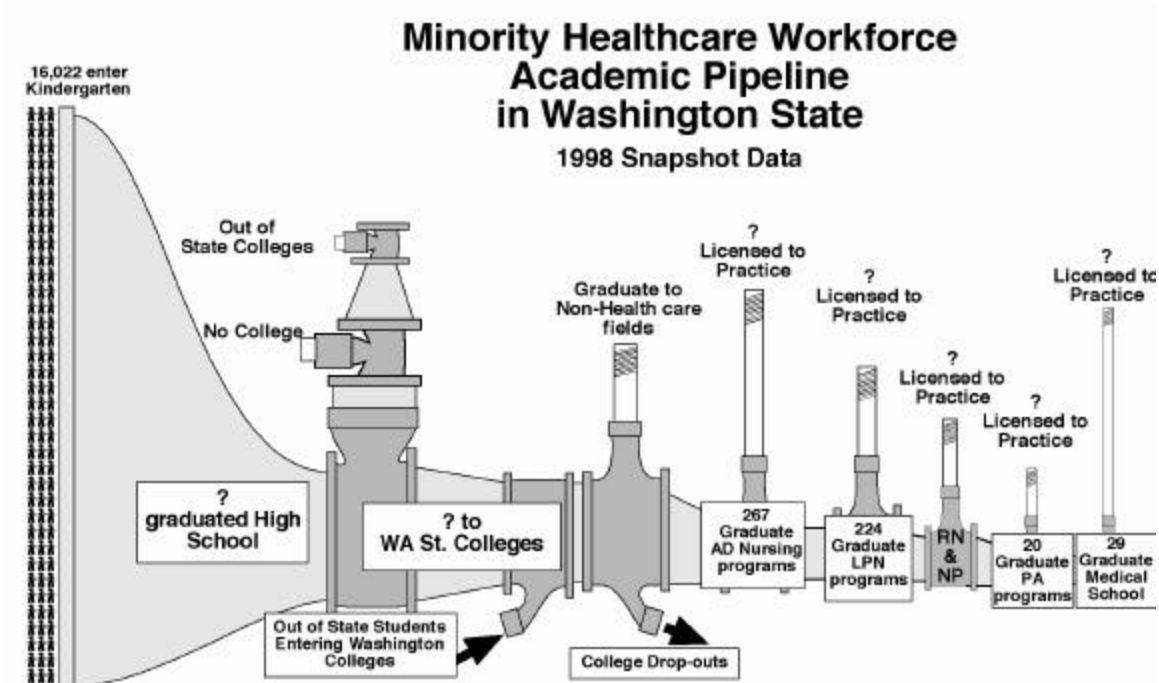 Minority Healthcare Workforce
Academic Pipeline
in Washington State
1998 Snapshot Data
16,022 enter
Kindergarten
Out of
State Colleges
No College
Graduate to
Non-Health care
fields
?
Licensed to
Practice
?
Licensed to
Practice
?
Licensed to
Practice
?
Licensed to
Practice
?
Licensed to
Practice
?
graduated High
School
? to
WA St. Colleges
267
Graduate
AD Nursing
programs
224
Graduate
LPN
programs
RN
&
NP
20
Graduate
PA
programs
29
Graduate
Medical
School
Out of State Students
Entering Washington
Colleges
College Drop-outs